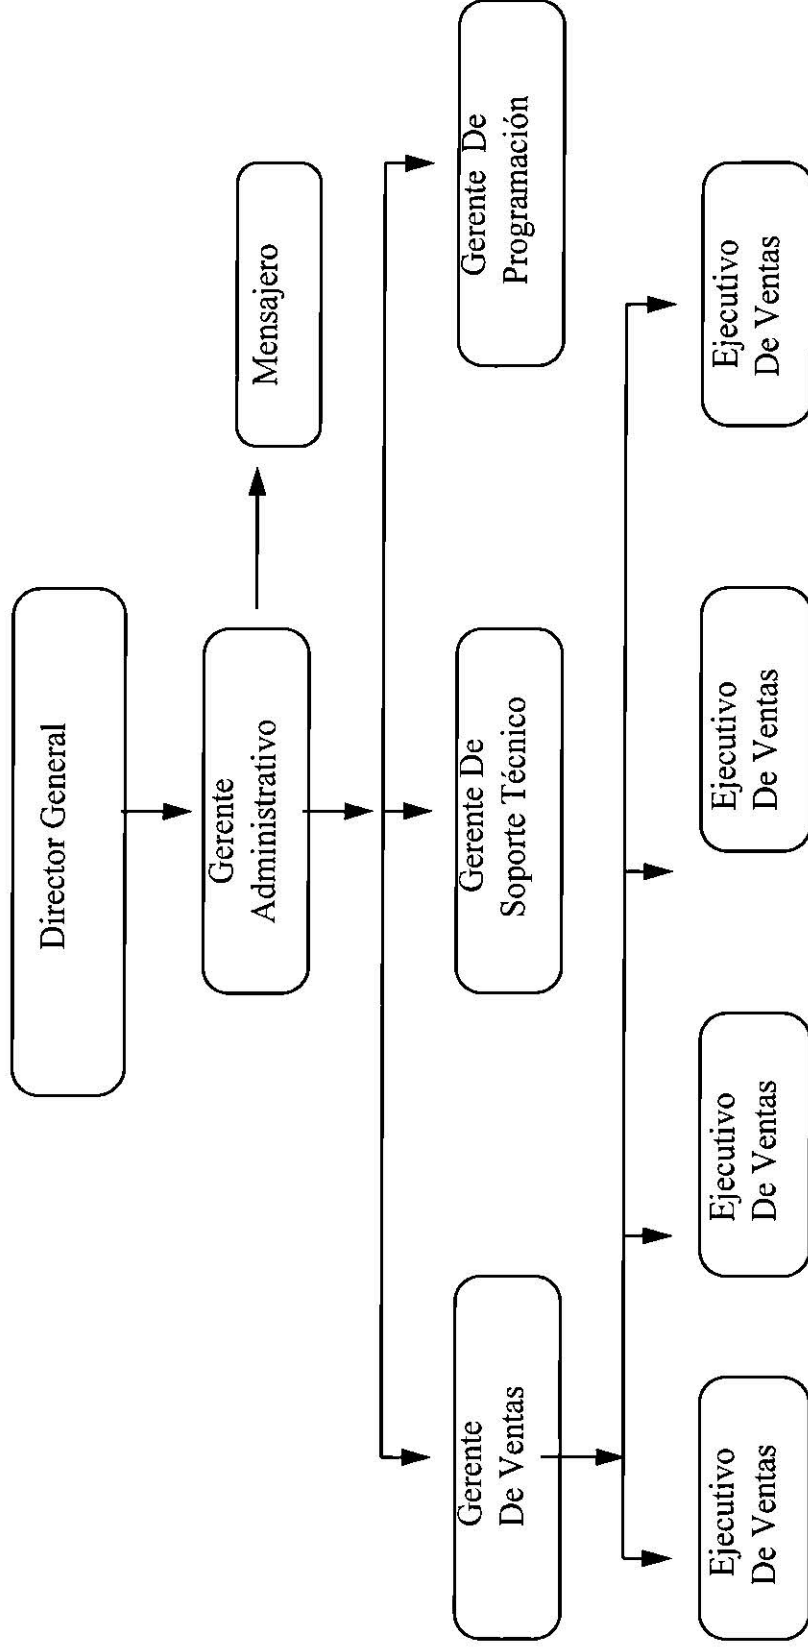 Director General
Gerente
Administrativo
Mensajero
Gerente
De Ventas
Gerente De
Soporte Técnico
Gerente De
Programación
Ejecutivo
De Ventas
Ejecutivo
De Ventas
Ejecutivo
De Ventas
Ejecutivo
De Ventas